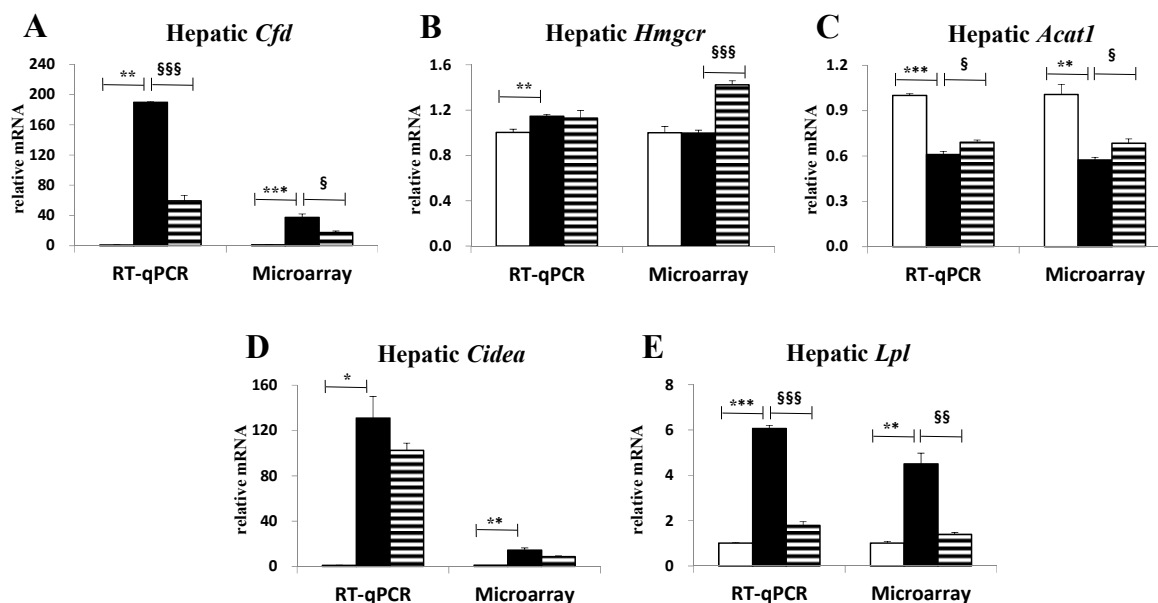 A
Hepatic Cfd
relative mRNA
240
200
160
120
80
40
0
**
§§§
***
§
RT-qPCR
Microarray
B
Hepatic Hmgcr
relative mRNA
1.6
1.2
0.8
0.4
0.0
**
§§§
RT-qPCR
Microarray
C
Hepatic Acat1
relative mRNA
1.2
0.9
0.6
0.3
0.0
***
§
**
§
RT-qPCR
Microarray
D
Hepatic Cidea
relative mRNA
160
120
80
40
0
*
**
RT-qPCR
Microarray
E
Hepatic Lpl
relative mRNA
8
6
4
2
0
***
§§§
**
§§
RT-qPCR
Microarray